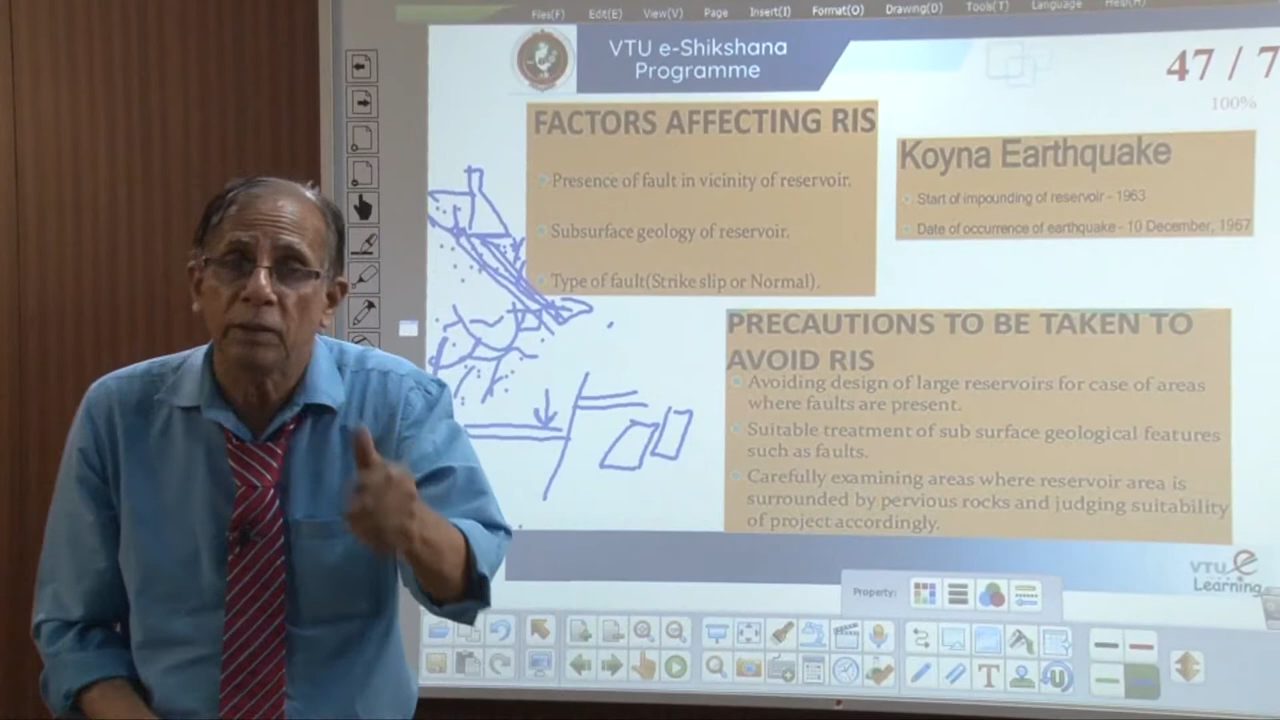 Files(F) Edit(E) View(V) Page Insert(I) Format(O) Drawing(D) Tools(T) Language Help(H)
VTU e-Shikshana
Programme
47 / 7
100%
FACTORS AFFECTING RIS
Presence of fault in vicinity of reservoir.
Subsurface geology of reservoir.
Type of fault(Strike slip or Normal).
Koyna Earthquake
Start of impounding of reservoir - 1963
Date of occurrence of earthquake - 10 December, 1967
PRECAUTIONS TO BE TAKEN TO
AVOID RIS
Avoiding design of large reservoirs for case of areas
where faults are present.
Suitable treatment of sub surface geological features
such as faults.
Carefully examining areas where reservoir area is
surrounded by pervious rocks and judging suitability
of project accordingly.
VTU e
Learning
Property:
T